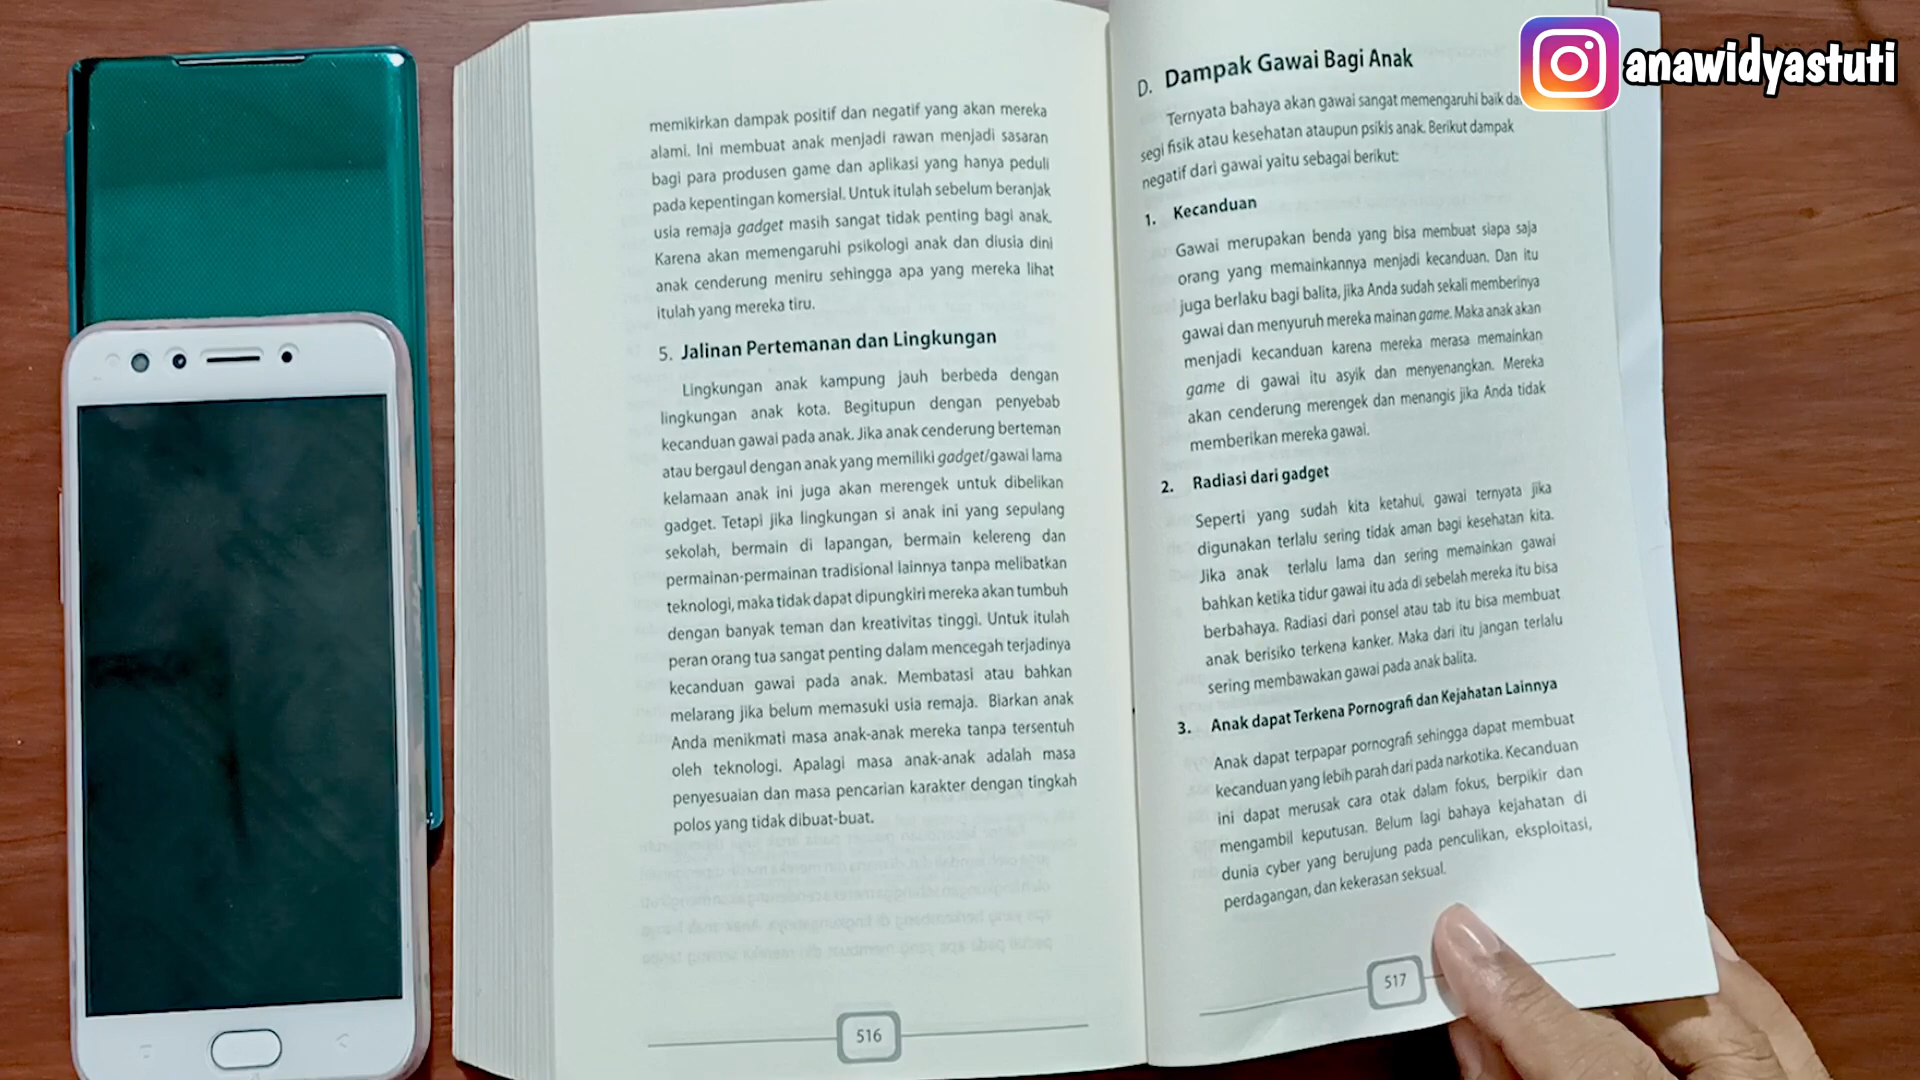 memikirkan dampak positif dan negatif yang akan mereka
alami. Ini membuat anak menjadi rawan menjadi sasaran
bagi para produsen game dan aplikasi yang hanya peduli
pada kepentingan komersial. Untuk itulah sebelum beranjak
usia remaja gadget masih sangat tidak penting bagi anak.
Karena akan memengaruhi psikologi anak dan diusia dini
anak cenderung meniru sehingga apa yang mereka lihat
itulah yang mereka tiru.
5. Jalinan Pertemanan dan Lingkungan
Lingkungan anak kampung jauh berbeda dengan
lingkungan anak kota. Begitupun dengan penyebab
kecanduan gawai pada anak. Jika anak cenderung berteman
atau bergaul dengan anak yang memiliki gadget/gawai lama
kelamaan anak ini juga akan merengek untuk dibelikan
gadget. Tetapi jika lingkungan si anak ini yang sepulang
sekolah, bermain di lapangan, bermain kelereng dan
permainan-permainan tradisional lainnya tanpa melibatkan
teknologi, maka tidak dapat dipungkiri mereka akan tumbuh
dengan banyak teman dan kreativitas tinggi. Untuk itulah
peran orang tua sangat penting dalam mencegah terjadinya
kecanduan gawai pada anak. Membatasi atau bahkan
melarang jika belum memasuki usia remaja. Biarkan anak
Anda menikmati masa anak-anak mereka tanpa tersentuh
oleh teknologi. Apalagi masa anak-anak adalah masa
penyesuaian dan masa pencarian karakter dengan tingkah
polos yang tidak dibuat-buat.
516
D. Dampak Gawai Bagi Anak
Ternyata bahaya akan gawai sangat memengaruhi baik
segi fisik atau kesehatan ataupun psikis anak. Berikut dampak
negatif dari gawai yaitu sebagai berikut:
1. Kecanduan
Gawai merupakan benda yang bisa membuat siapa saja
orang yang memainkannya menjadi kecanduan. Dan itu
juga berlaku bagi balita, jika Anda sudah sekali memberinya
gawai dan menyuruh mereka mainan game. Maka anak akan
menjadi kecanduan karena mereka merasa memainkan
game di gawai itu asyik dan menyenangkan. Mereka
akan cenderung merengek dan menangis jika Anda tidak
memberikan mereka gawai.
2. Radiasi dari gadget
Seperti yang sudah kita ketahui, gawai ternyata jika
digunakan terlalu sering tidak aman bagi kesehatan kita.
Jika anak terlalu lama dan sering memainkan gawai
bahkan ketika tidur gawai itu ada di sebelah mereka itu bisa
berbahaya. Radiasi dari ponsel atau tab itu bisa membuat
anak berisiko terkena kanker. Maka dari itu jangan terlalu
sering membawakan gawai pada anak balita.
3. Anak dapat Terkena Pornografi dan Kejahatan Lainnya
Anak dapat terpapar pornografi sehingga dapat membuat
kecanduan yang lebih parah dari pada narkotika. Kecanduan
ini dapat merusak cara otak dalam fokus, berpikir dan
mengambil keputusan. Belum lagi bahaya kejahatan di
dunia cyber yang berujung pada penculikan, eksploitasi,
perdagangan, dan kekerasan seksual.
517
anawidyastuti